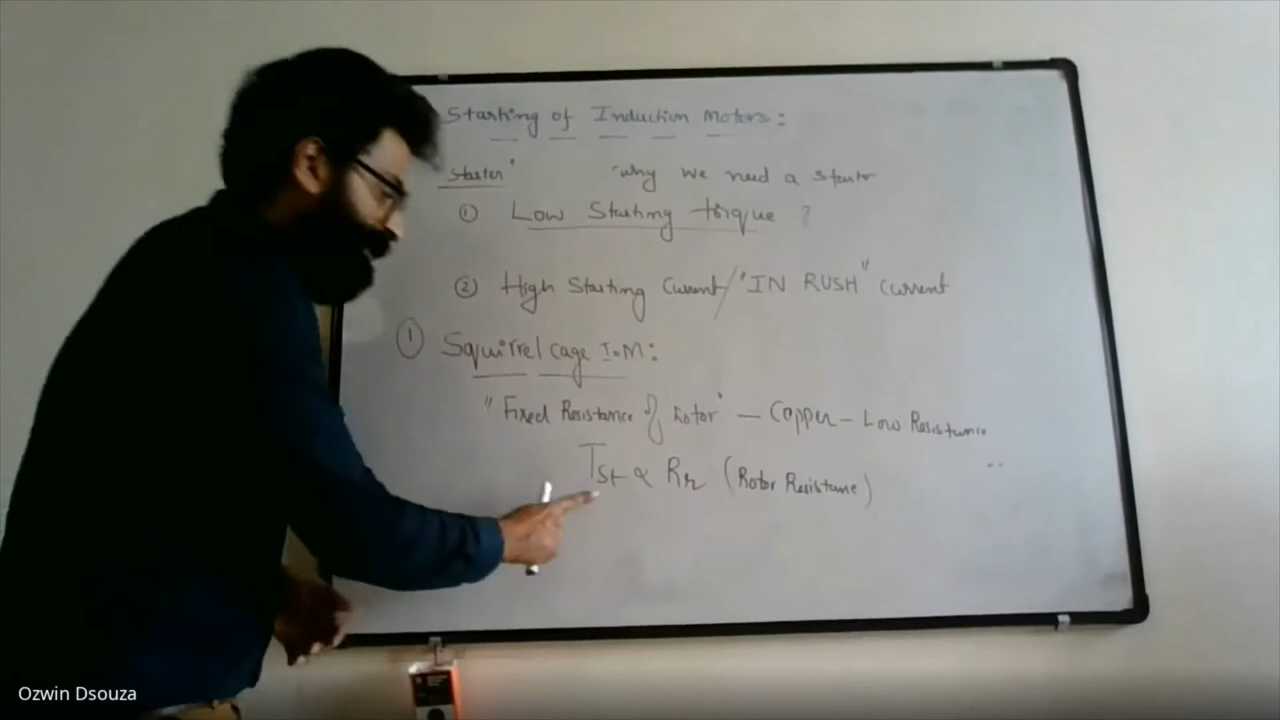 Starting of Induction Motors:
Starter" "why we need a starter
① Low Starting torque ?
② High Starting Current/"IN RUSH" current
① Squirrel cage I.M:
"Fixed Resistance of Rotor" — Copper - Low Resistance
Tst ∝ Rr (Rotor Resistance)
Ozwin Dsouza